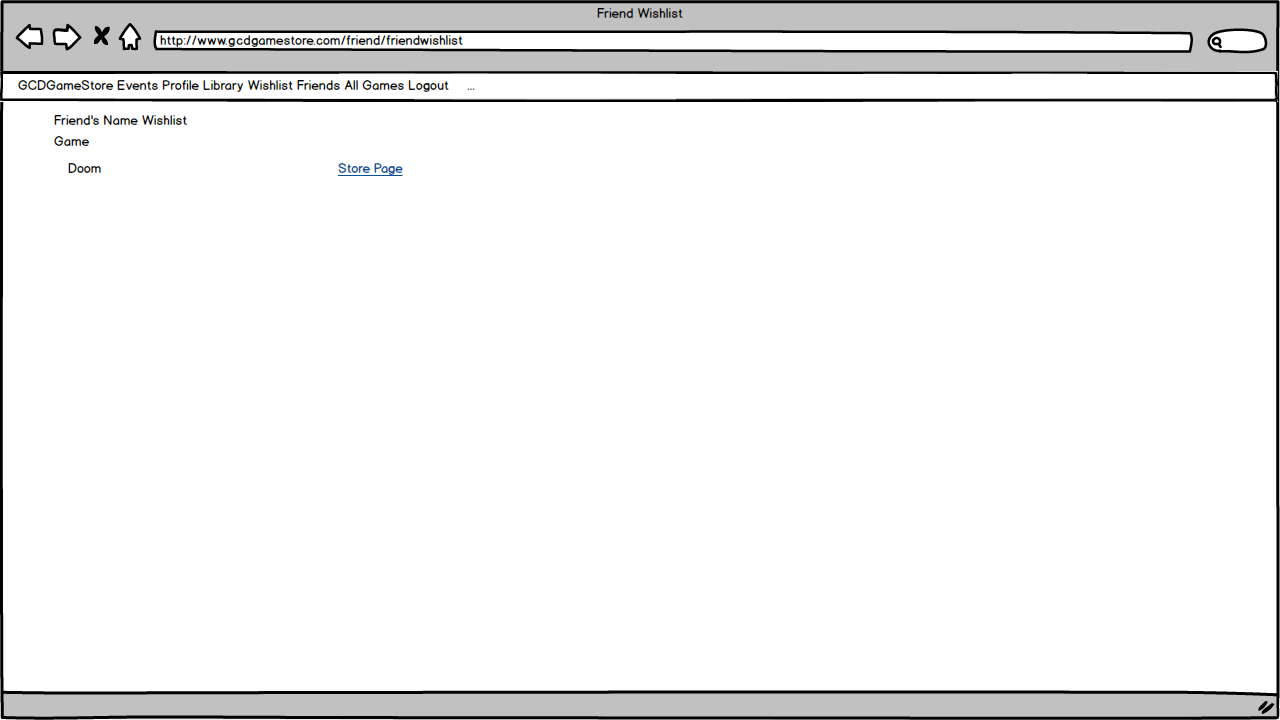 Friend Wishlist
http://www.gcdgamestore.com/friend/friendwishlist
GCDGameStore Events Profile Library Wishlist Friends All Games Logout ...
Friend's Name Wishlist
Game
Doom Store Page